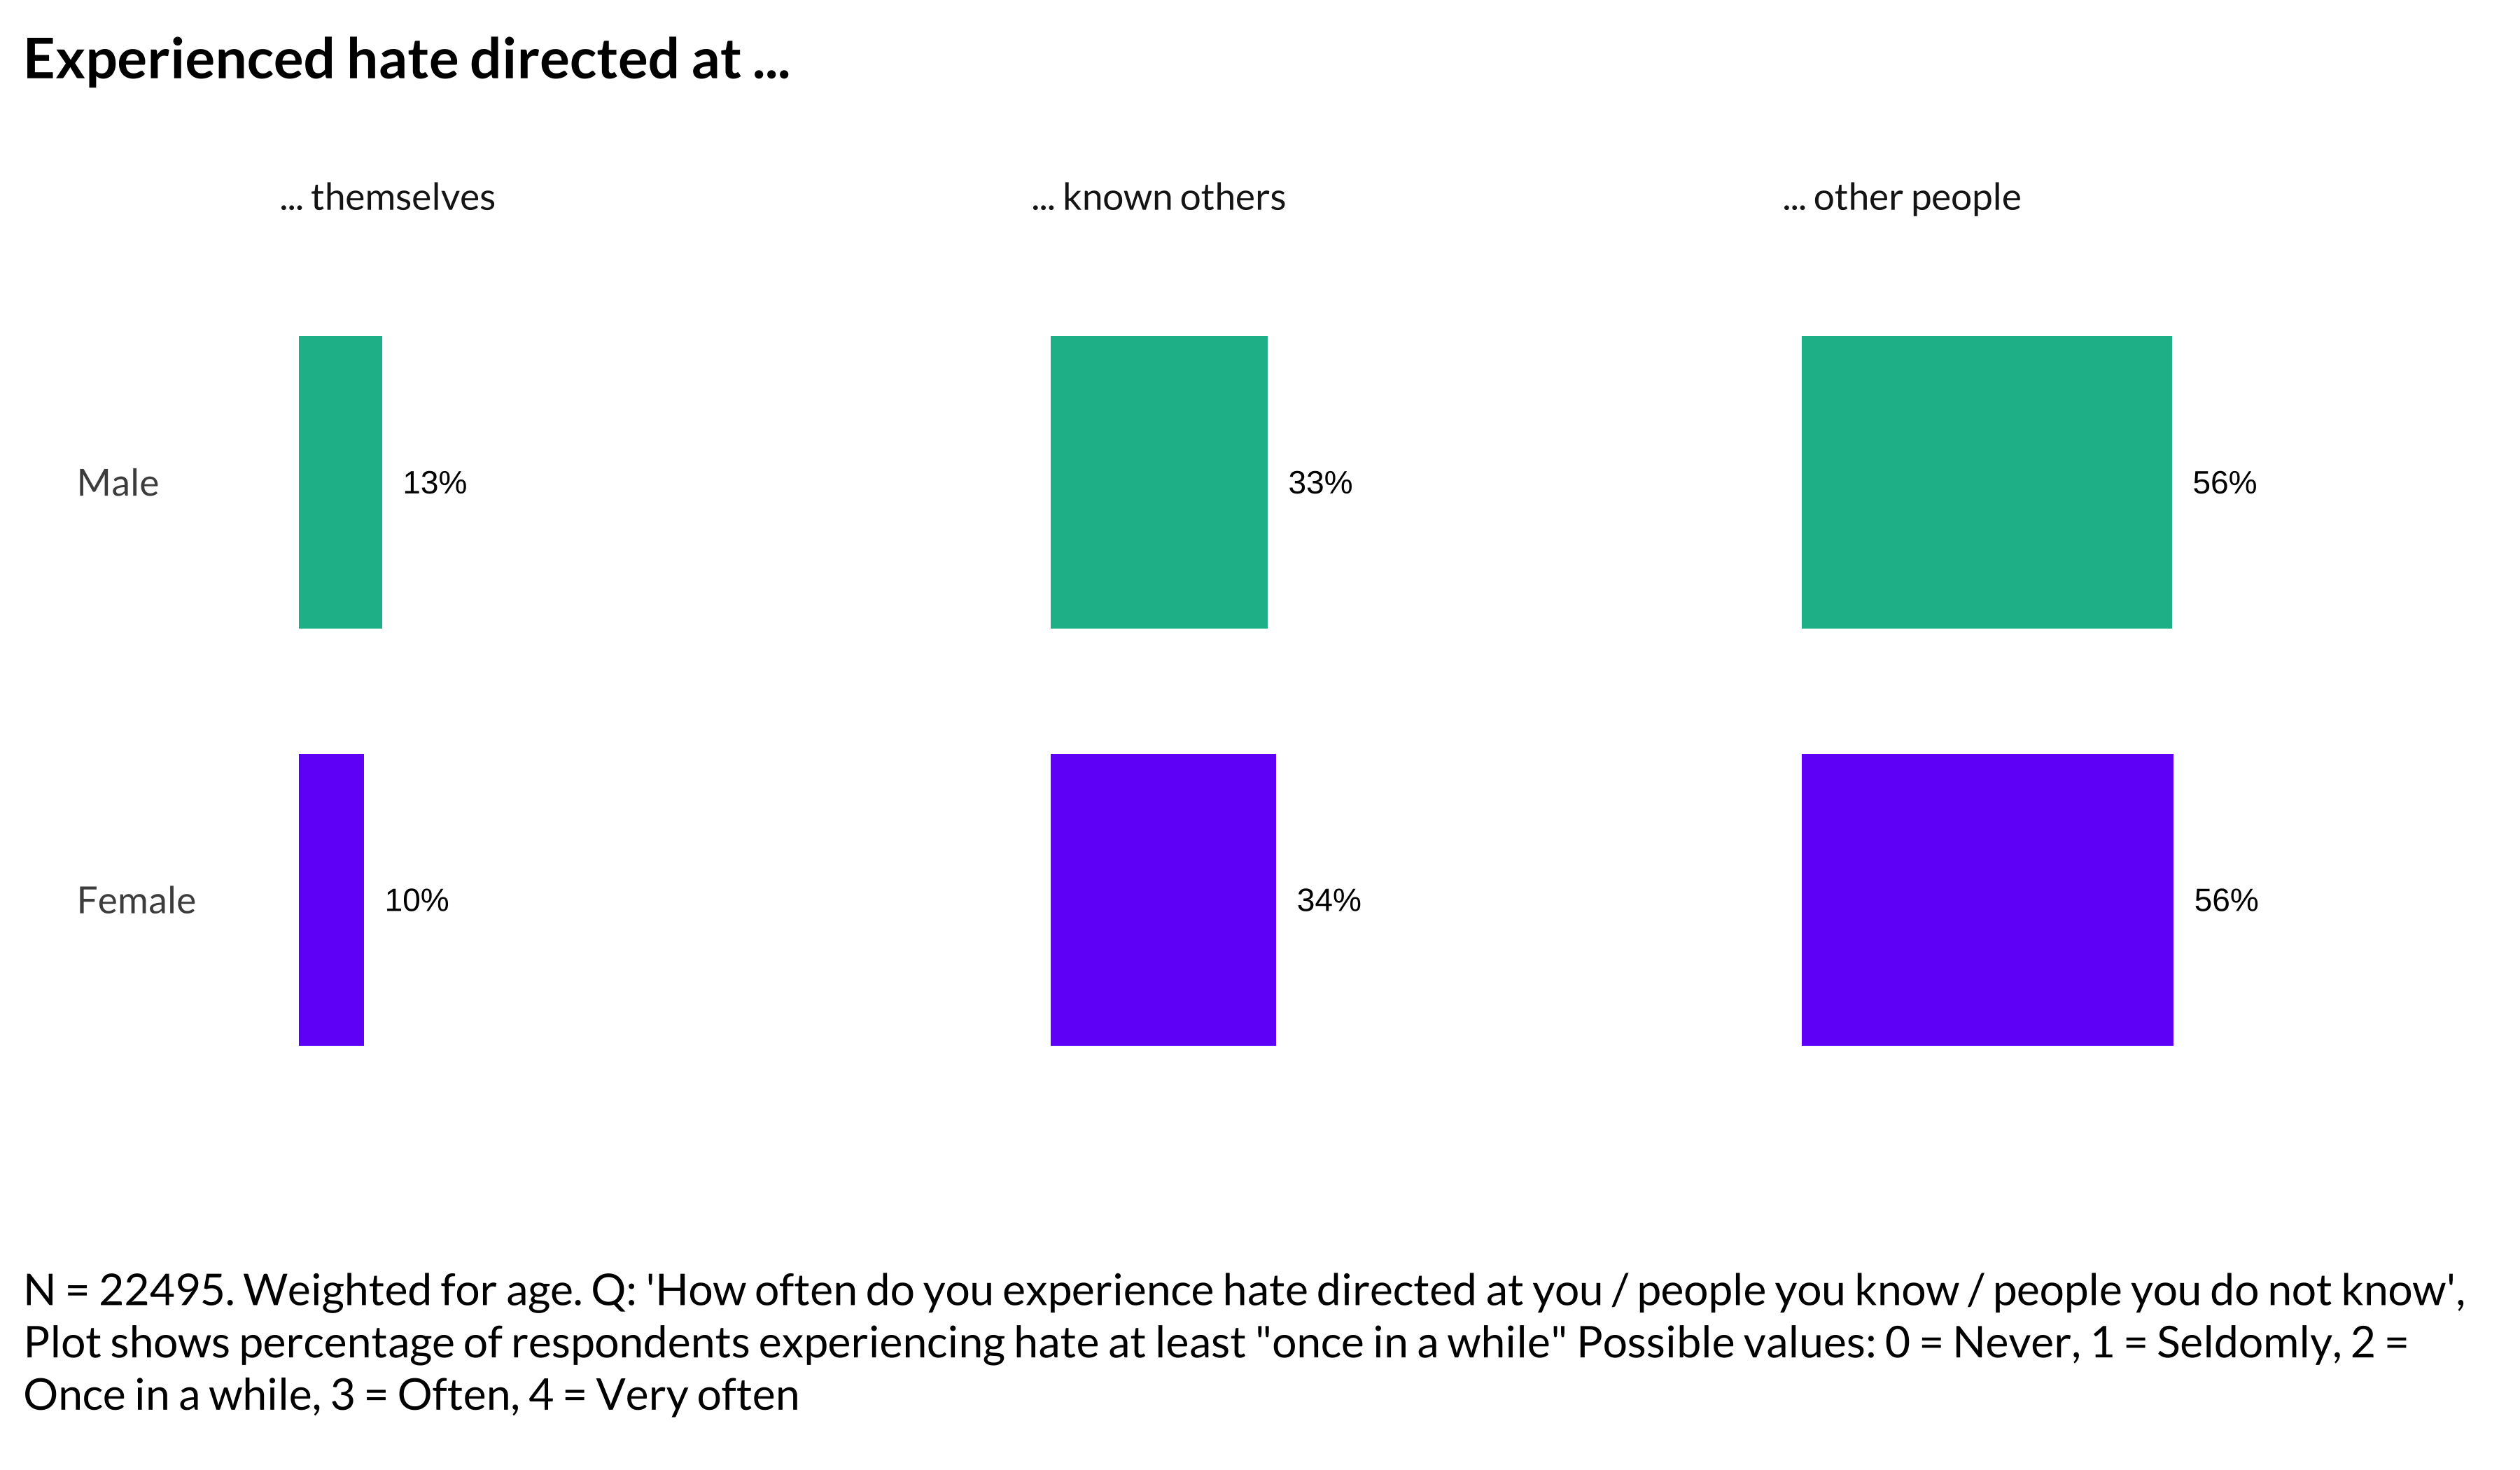 Experienced hate directed at ...
... themselves
... known others
... other people
Male
13%
33%
56%
Female
10%
34%
56%
N = 22495. Weighted for age. Q: 'How often do you experience hate directed at you / people you know / people you do not know',
Plot shows percentage of respondents experiencing hate at least "once in a while" Possible values: 0 = Never, 1 = Seldomly, 2 =
Once in a while, 3 = Often, 4 = Very often